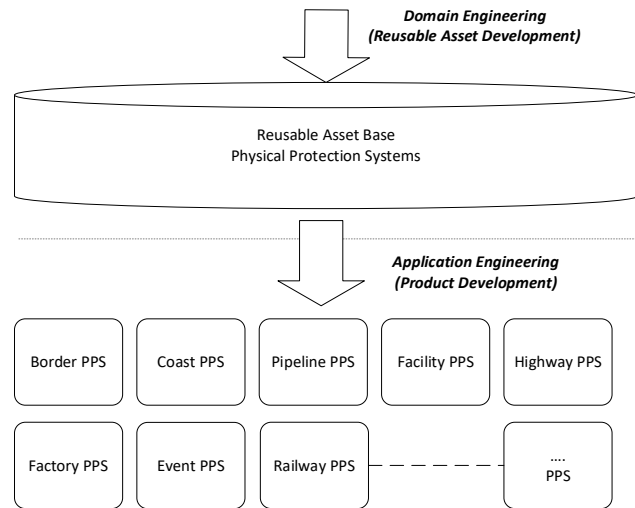 Domain Engineering
(Reusable Asset Development)
Reusable Asset Base
Physical Protection Systems
Application Engineering
(Product Development)
Border PPS
Coast PPS
Pipeline PPS
Facility PPS
Highway PPS
Factory PPS
Event PPS
Railway PPS
....
PPS